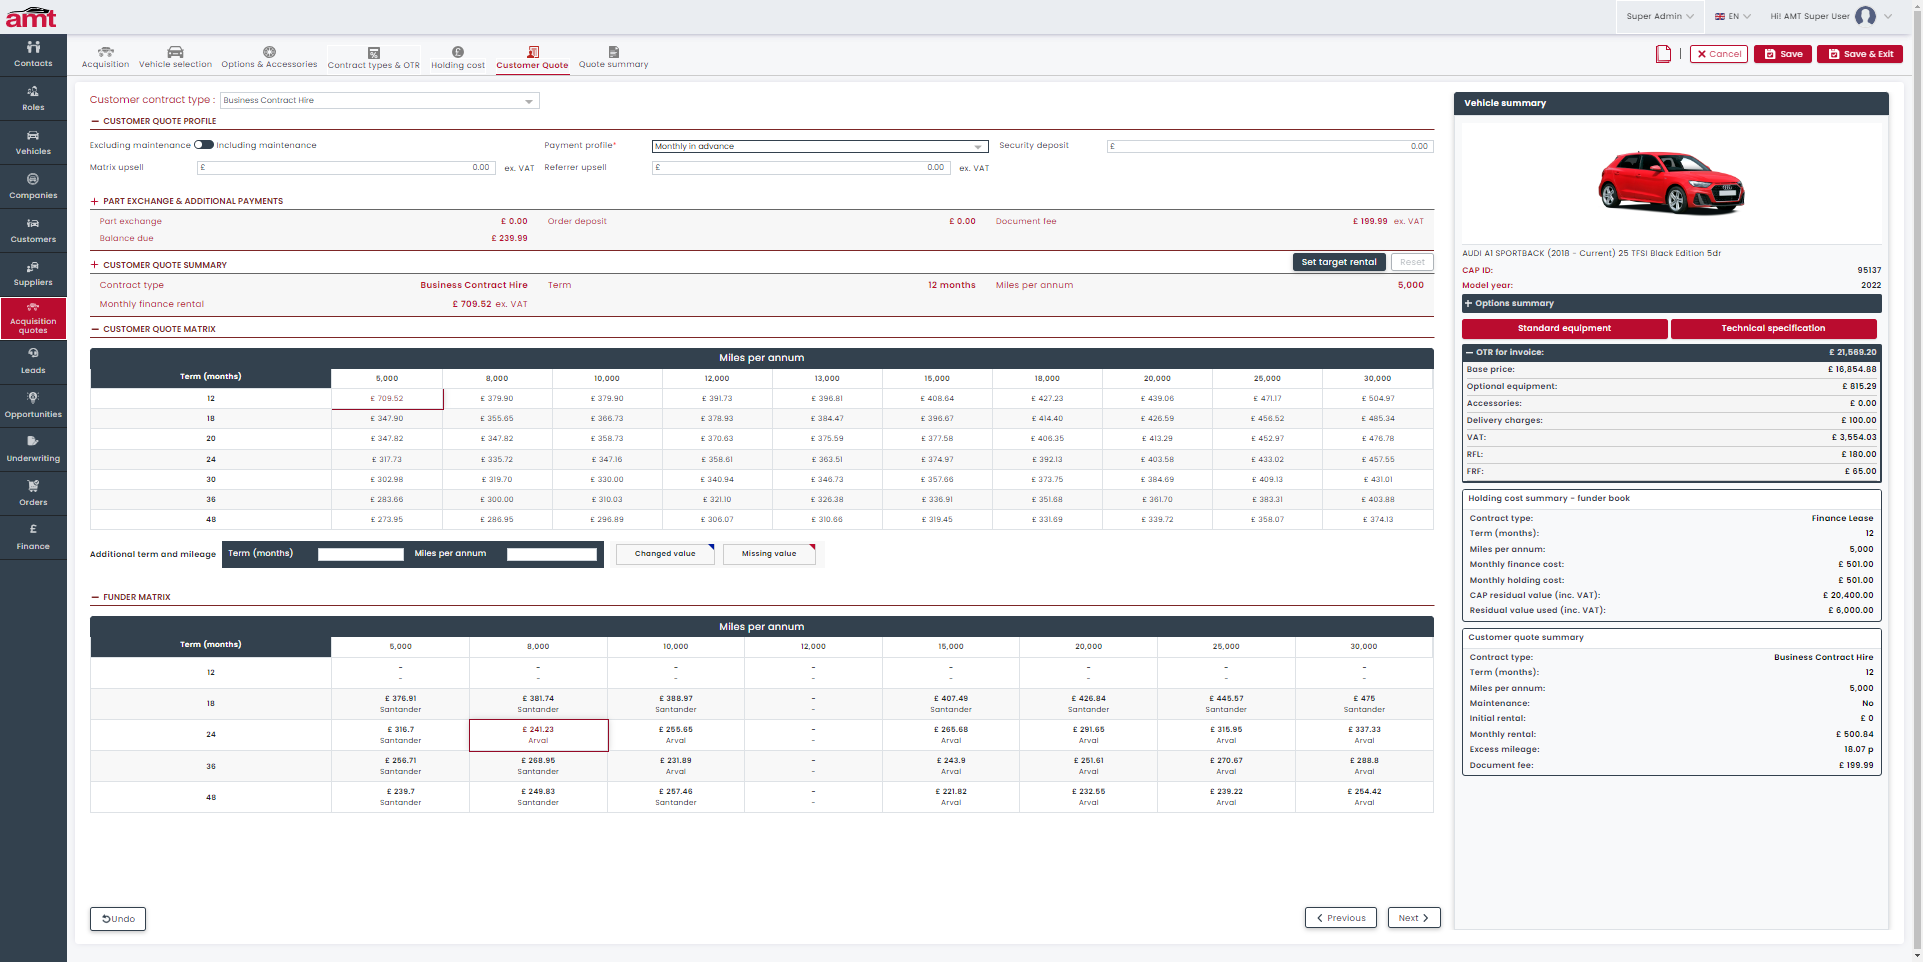 amt
Super Admin
EN
Hi! AMT Super User
Contacts
Roles
Vehicles
Companies
Customers
Suppliers
Acquisition
quotes
Leads
Opportunities
Underwriting
Orders
Finance
Acquisition
Vehicle selection
Options & Accessories
Contract types & OTR
Holding cost
Customer Quote
Quote summary
Cancel
Save
Save & Exit
Customer contract type : Business Contract Hire
CUSTOMER QUOTE PROFILE
Excluding maintenance Including maintenance
Payment profile* Monthly in advance
Security deposit £ 0.00
Matrix upsell £ 0.00 ex. VAT
Referrer upsell £ 0.00 ex. VAT
PART EXCHANGE & ADDITIONAL PAYMENTS
Part exchange £ 0.00 Order deposit £ 0.00 Document fee £ 199.99 ex. VAT
Balance due £ 239.99
CUSTOMER QUOTE SUMMARY
Set target rental Reset
Contract type Business Contract Hire Term 12 months Miles per annum 5,000
Monthly finance rental £ 709.52 ex. VAT
CUSTOMER QUOTE MATRIX
Miles per annum
Term (months) 5,000 8,000 10,000 12,000 13,000 15,000 18,000 20,000 25,000 30,000
12 £ 709.52 £ 379.90 £ 379.90 £ 391.73 £ 396.81 £ 408.64 £ 427.23 £ 439.06 £ 471.17 £ 504.97
18 £ 347.90 £ 355.65 £ 366.73 £ 378.93 £ 384.47 £ 396.67 £ 414.40 £ 426.59 £ 456.52 £ 485.34
20 £ 347.82 £ 347.82 £ 358.73 £ 370.63 £ 375.59 £ 377.58 £ 406.35 £ 413.29 £ 452.97 £ 476.78
24 £ 317.73 £ 335.72 £ 347.16 £ 358.61 £ 363.51 £ 374.97 £ 392.13 £ 403.58 £ 433.02 £ 457.55
30 £ 302.98 £ 319.70 £ 330.00 £ 340.94 £ 346.73 £ 357.66 £ 373.75 £ 384.69 £ 409.13 £ 431.01
36 £ 283.66 £ 300.00 £ 310.03 £ 321.10 £ 326.38 £ 336.91 £ 351.68 £ 361.70 £ 383.31 £ 403.88
48 £ 273.95 £ 286.95 £ 296.89 £ 306.07 £ 310.66 £ 319.45 £ 331.69 £ 339.72 £ 358.07 £ 374.13
Additional term and mileage Term (months) Miles per annum Changed value Missing value
FUNDER MATRIX
Miles per annum
Term (months) 5,000 8,000 10,000 12,000 15,000 20,000 25,000 30,000
12 - - - - - - - -
- - - - - - - -
18 £ 376.91 £ 381.74 £ 388.97 - £ 407.49 £ 426.84 £ 445.57 £ 475
Santander Santander Santander - Santander Santander Santander Santander
24 £ 316.7 £ 241.23 £ 255.65 - £ 265.68 £ 291.65 £ 315.95 £ 337.33
Santander Arval Arval - Arval Arval Arval Arval
36 £ 256.71 £ 268.95 £ 231.89 - £ 243.9 £ 251.61 £ 270.67 £ 288.8
Santander Santander Arval - Arval Arval Arval Arval
48 £ 239.7 £ 249.83 £ 257.46 - £ 221.82 £ 232.55 £ 239.22 £ 254.42
Santander Santander Santander - Arval Arval Arval Arval
Undo
Previous
Next
Vehicle summary
AUDI A1 SPORTBACK (2018 - Current) 25 TFSI Black Edition 5dr
CAP ID: 95137
Model year: 2022
Options summary
Standard equipment
Technical specification
OTR for invoice: £ 21,569.20
Base price: £ 16,854.88
Optional equipment: £ 815.29
Accessories: £ 0.00
Delivery charges: £ 100.00
VAT: £ 3,554.03
RFL: £ 180.00
FRF: £ 65.00
Holding cost summary - funder book
Contract type: Finance Lease
Term (months): 12
Miles per annum: 5,000
Monthly finance cost: £ 501.00
Monthly holding cost: £ 501.00
CAP residual value (inc. VAT): £ 20,400.00
Residual value used (inc. VAT): £ 6,000.00
Customer quote summary
Contract type: Business Contract Hire
Term (months): 12
Miles per annum: 5,000
Maintenance: No
Initial rental: £ 0
Monthly rental: £ 500.84
Excess mileage: 18.07 p
Document fee: £ 199.99